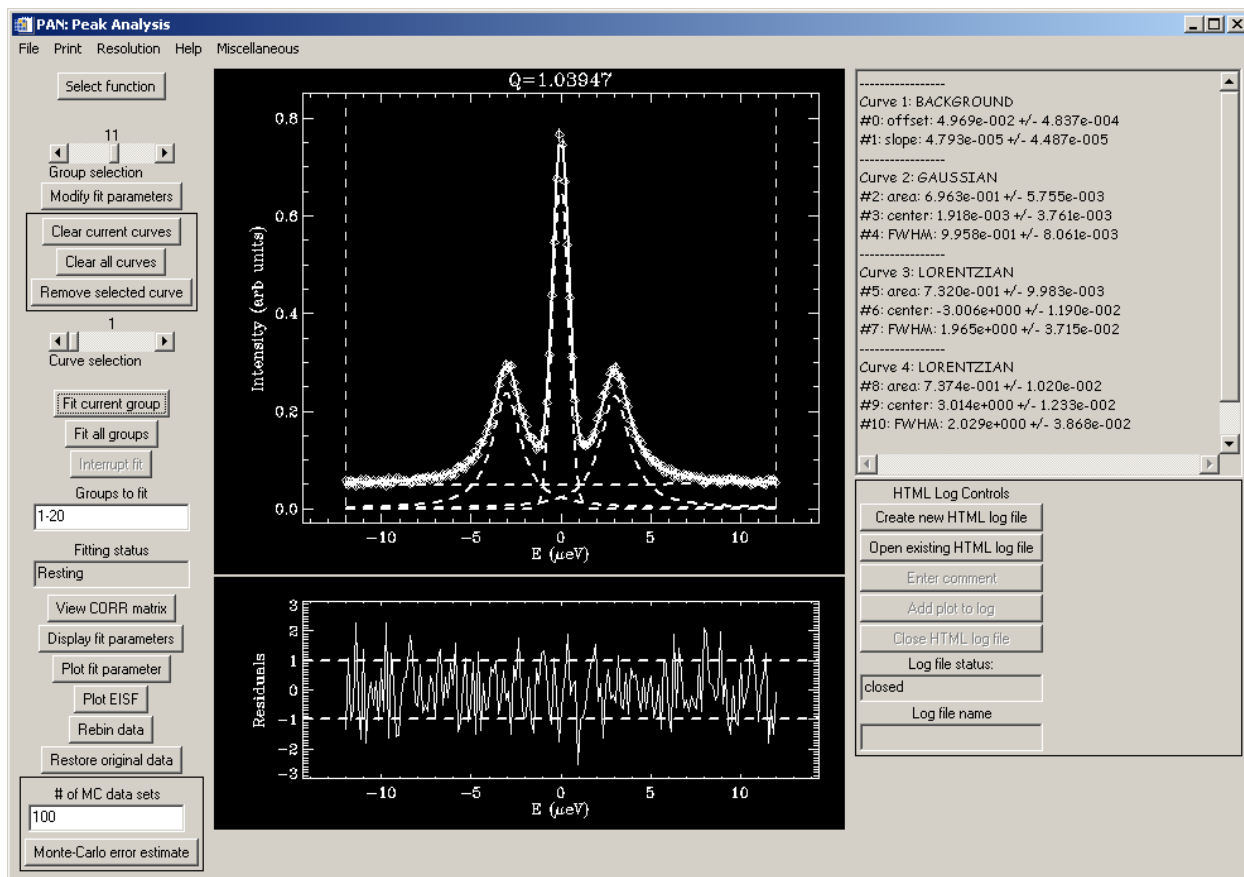 PAN: Peak Analysis
File Print Resolution Help Miscellaneous
Select function
11
Group selection
Modify fit parameters
Clear current curves
Clear all curves
Remove selected curve
1
Curve selection
Fit current group
Fit all groups
Interrupt fit
Groups to fit
1-20
Fitting status
Resting
View CORR matrix
Display fit parameters
Plot fit parameter
Plot EISF
Rebin data
Restore original data
# of MC data sets
100
Monte-Carlo error estimate
Q=1.03947
Intensity (arb units)
0.8
0.6
0.4
0.2
0.0
-10 -5 0 5 10
E (μeV)
Residuals
3
2
1
0
-1
-2
-3
-10 -5 0 5 10
E (μeV)
-----------------
Curve 1: BACKGROUND
#0: offset: 4.969e-002 +/- 4.837e-004
#1: slope: 4.793e-005 +/- 4.487e-005
-----------------
Curve 2: GAUSSIAN
#2: area: 6.963e-001 +/- 5.755e-003
#3: center: 1.918e-003 +/- 3.761e-003
#4: FWHM: 9.958e-001 +/- 8.061e-003
-----------------
Curve 3: LORENTZIAN
#5: area: 7.320e-001 +/- 9.983e-003
#6: center: -3.006e+000 +/- 1.190e-002
#7: FWHM: 1.965e+000 +/- 3.715e-002
-----------------
Curve 4: LORENTZIAN
#8: area: 7.374e-001 +/- 1.020e-002
#9: center: 3.014e+000 +/- 1.233e-002
#10: FWHM: 2.029e+000 +/- 3.868e-002
HTML Log Controls
Create new HTML log file
Open existing HTML log file
Enter comment
Add plot to log
Close HTML log file
Log file status:
closed
Log file name